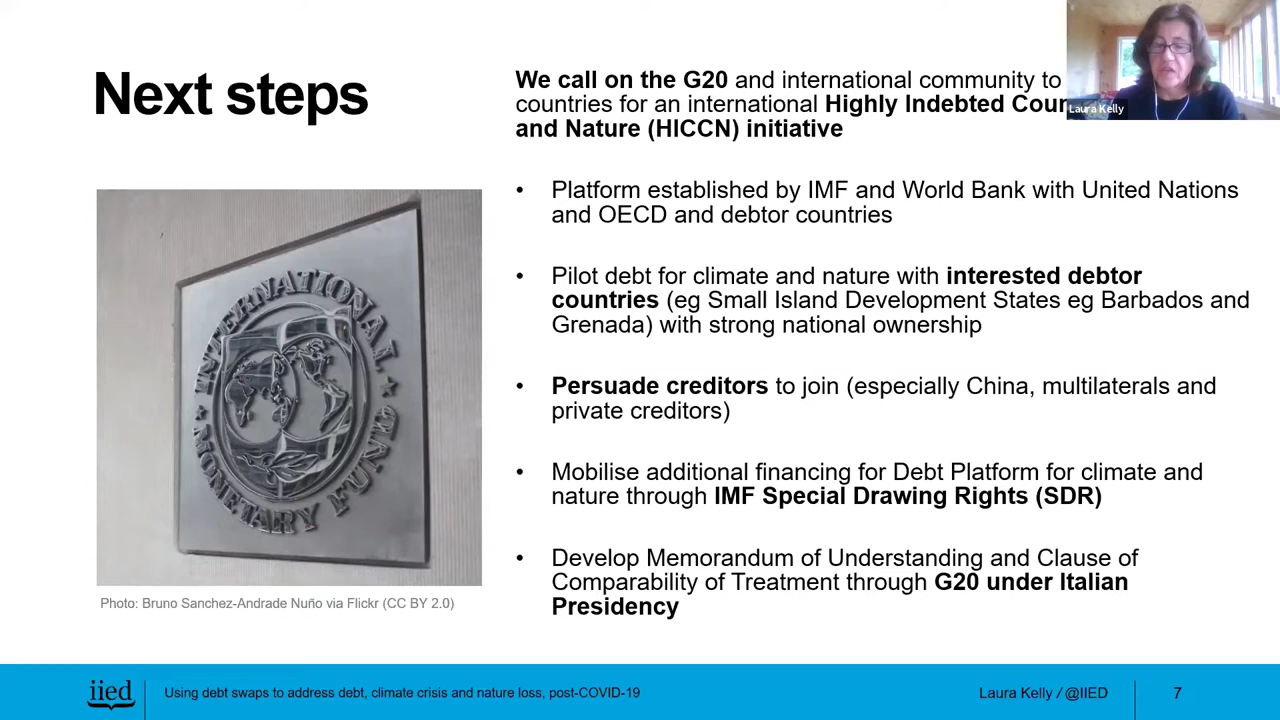 Next steps
We call on the G20 and international community to
countries for an international Highly Indebted
and Nature (HICCN) initiative
Laura Kelly
• Platform established by IMF and World Bank with United Nations
and OECD and debtor countries
• Pilot debt for climate and nature with interested debtor
countries (eg Small Island Development States eg Barbados and
Grenada) with strong national ownership
• Persuade creditors to join (especially China, multilaterals and
private creditors)
• Mobilise additional financing for Debt Platform for climate and
nature through IMF Special Drawing Rights (SDR)
• Develop Memorandum of Understanding and Clause of
Comparability of Treatment through G20 under Italian
Presidency
INTERNATIONAL
MONETARY FUND
Photo: Bruno Sanchez-Andrade Nuño via Flickr (CC BY 2.0)
iied
Using debt swaps to address debt, climate crisis and nature loss, post-COVID-19
Laura Kelly / @IIED
7